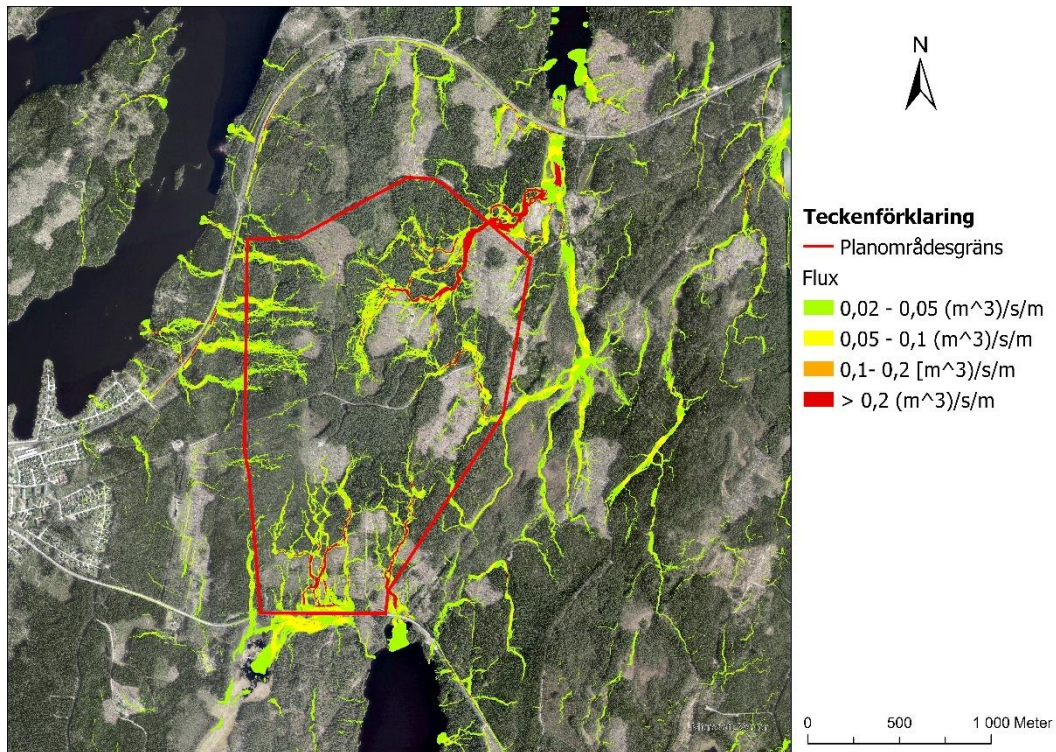 N
Teckenförklaring
Planområdesgräns
Flux
0,02 - 0,05 (m^3)/s/m
0,05 - 0,1 (m^3)/s/m
0,1- 0,2 [m^3)/s/m
> 0,2 (m^3)/s/m
0 500 1 000 Meter